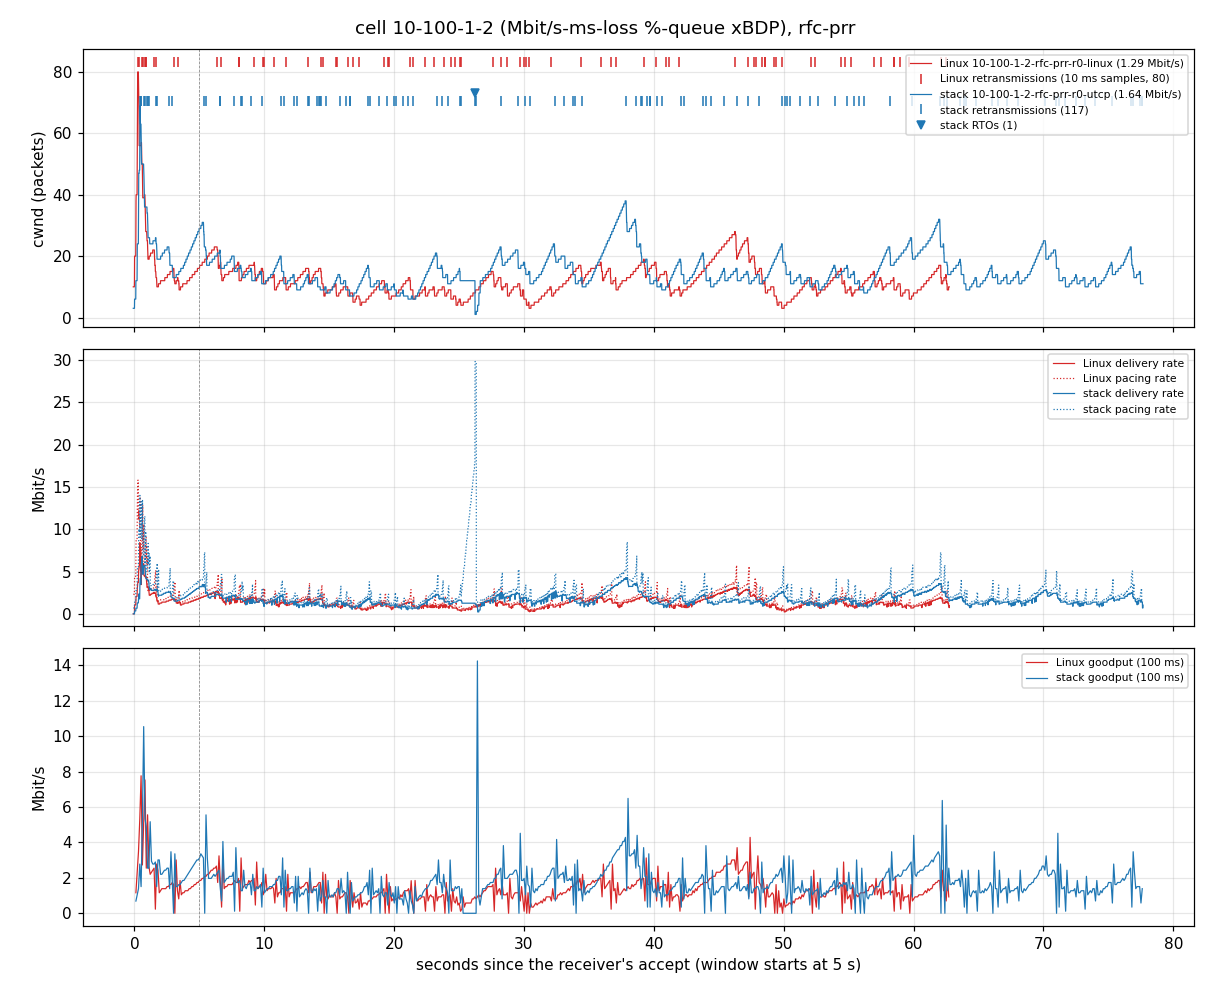 cell 10-100-1-2 (Mbit/s-ms-loss %-queue xBDP), rfc-prr
cwnd (packets)
80
60
40
20
0
Linux 10-100-1-2-rfc-prr-r0-linux (1.29 Mbit/s)
Linux retransmissions (10 ms samples, 80)
stack 10-100-1-2-rfc-prr-r0-utcp (1.64 Mbit/s)
stack retransmissions (117)
stack RTOs (1)
Mbit/s
30
25
20
15
10
5
0
Linux delivery rate
Linux pacing rate
stack delivery rate
stack pacing rate
Mbit/s
14
12
10
8
6
4
2
0
Linux goodput (100 ms)
stack goodput (100 ms)
0 10 20 30 40 50 60 70 80
seconds since the receiver's accept (window starts at 5 s)